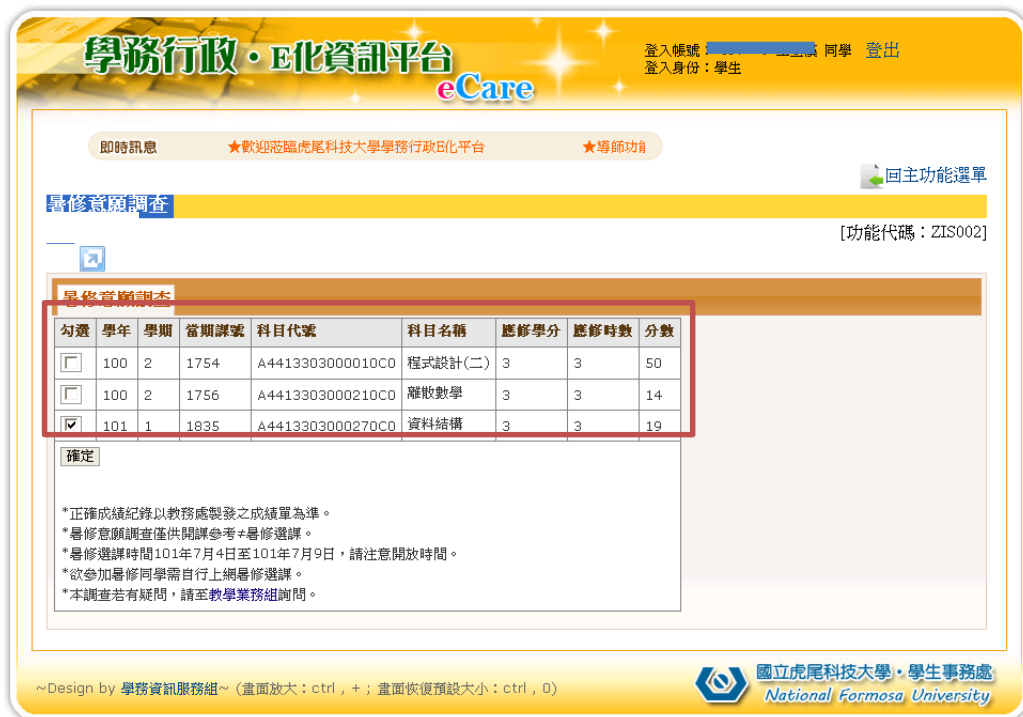 學務行政·E化資訊平台
eCare
登入帳號: 同學 登出
登入身份:學生
即時訊息 ★歡迎蒞臨虎尾科技大學學務行政E化平台 ★導師功能
回主功能選單
暑修意願調查
[功能代碼:ZIS002]
暑修意願調查
勾選 學年 學期 當期課號 科目代號 科目名稱 應修學分 應修時數 分數
100 2 1754 A4413303000010C0 程式設計(二) 3 3 50
100 2 1756 A4413303000210C0 離散數學 3 3 14
101 1 1835 A4413303000270C0 資料結構 3 3 19
確定
*正確成績紀錄以教務處製發之成績單為準。
*暑修意願調查僅供開課參考≠暑修選課。
*暑修選課時間101年7月4日至101年7月9日,請注意開放時間。
*欲參加暑修同學需自行上網暑修選課。
*本調查若有疑問,請至教學業務組詢問。
~Design by 學務資訊服務組~ (畫面放大:ctrl , + ; 畫面恢復預設大小:ctrl , 0)
國立虎尾科技大學·學生事務處
National Formosa University